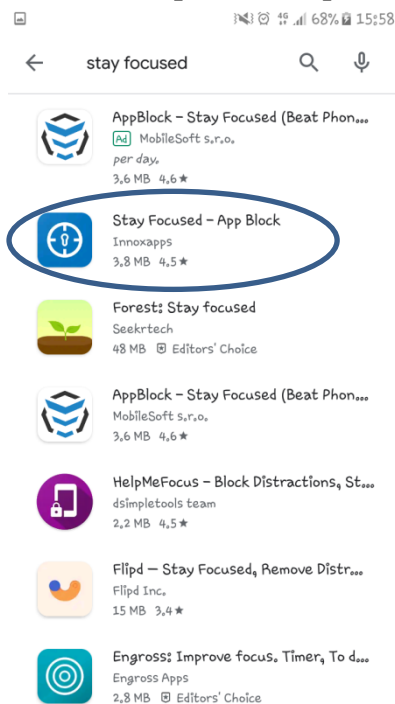 4G 68% 15:58
stay focused
AppBlock – Stay Focused (Beat Phon...
Ad MobileSoft s.r.o.
per day.
3.6 MB 4.6★
Stay Focused – App Block
Innoxapps
3.8 MB 4.5★
Forest: Stay focused
Seekrtech
48 MB Editors' Choice
AppBlock – Stay Focused (Beat Phon...
MobileSoft s.r.o.
3.6 MB 4.6★
HelpMeFocus – Block Distractions, St...
dsimpletools team
2.2 MB 4.5★
Flipd – Stay Focused, Remove Distr...
Flipd Inc.
15 MB 3.4★
Engross: Improve focus. Timer, To d...
Engross Apps
2.8 MB Editors' Choice